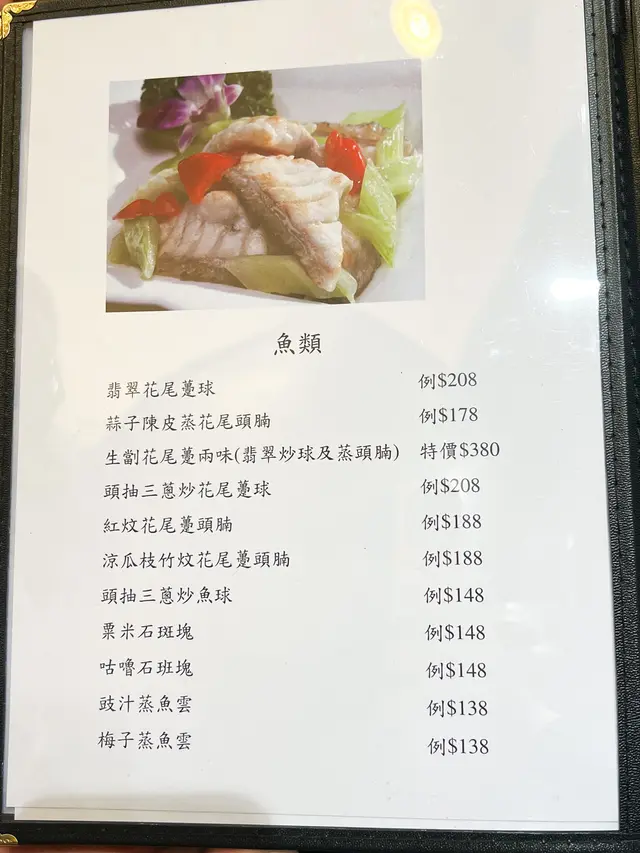 魚類
翡翠花尾躉球 例$208
蒜子陳皮蒸花尾頭腩 例$178
生劏花尾躉兩味(翡翠炒球及蒸頭腩) 特價$380
頭抽三蔥炒花尾躉球 例$208
紅炆花尾躉頭腩 例$188
涼瓜枝竹炆花尾躉頭腩 例$188
頭抽三蔥炒魚球 例$148
粟米石斑塊 例$148
咕嚕石班塊 例$148
豉汁蒸魚雲 例$138
梅子蒸魚雲 例$138